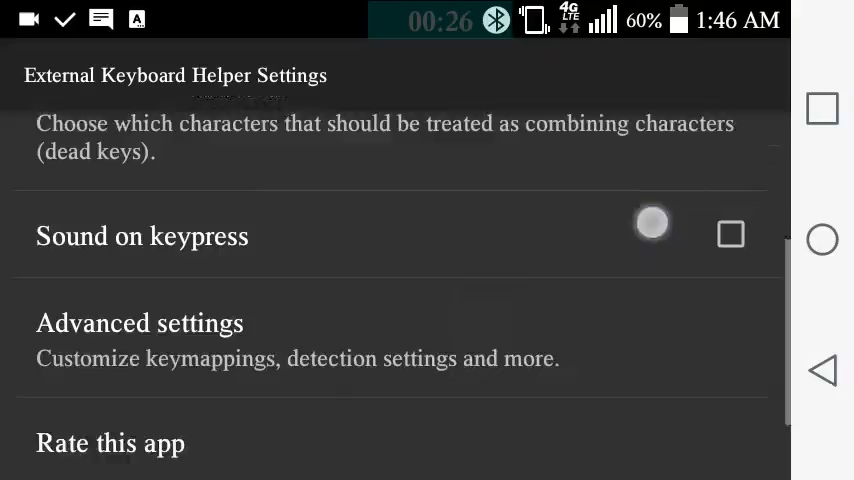 00:26 4G LTE 60% 1:46 AM
A
External Keyboard Helper Settings
Choose which characters that should be treated as combining characters
(dead keys).
Sound on keypress
Advanced settings
Customize keymappings, detection settings and more.
Rate this app